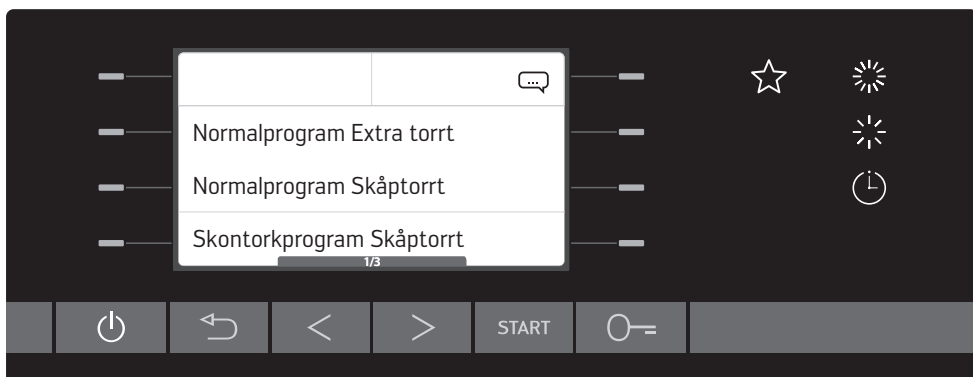 Normalprogram Extra torrt
Normalprogram Skåptorrt
Skontorkprogram Skåptorrt
1/3
START